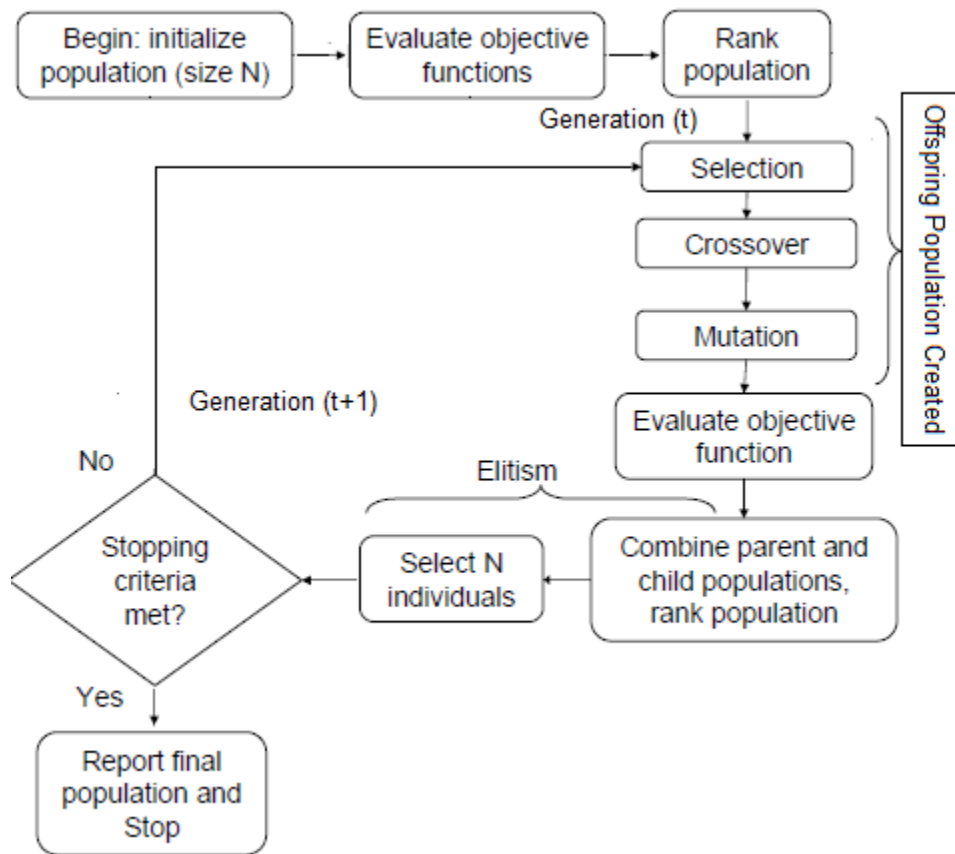 Begin: initialize
population (size N)
Evaluate objective
functions
Rank
population
Generation (t)
Selection
Crossover
Mutation
Offspring Population Created
Evaluate objective
function
Generation (t+1)
No
Elitism
Stopping
criteria
met?
Select N
individuals
Combine parent and
child populations,
rank population
Yes
Report final
population and
Stop